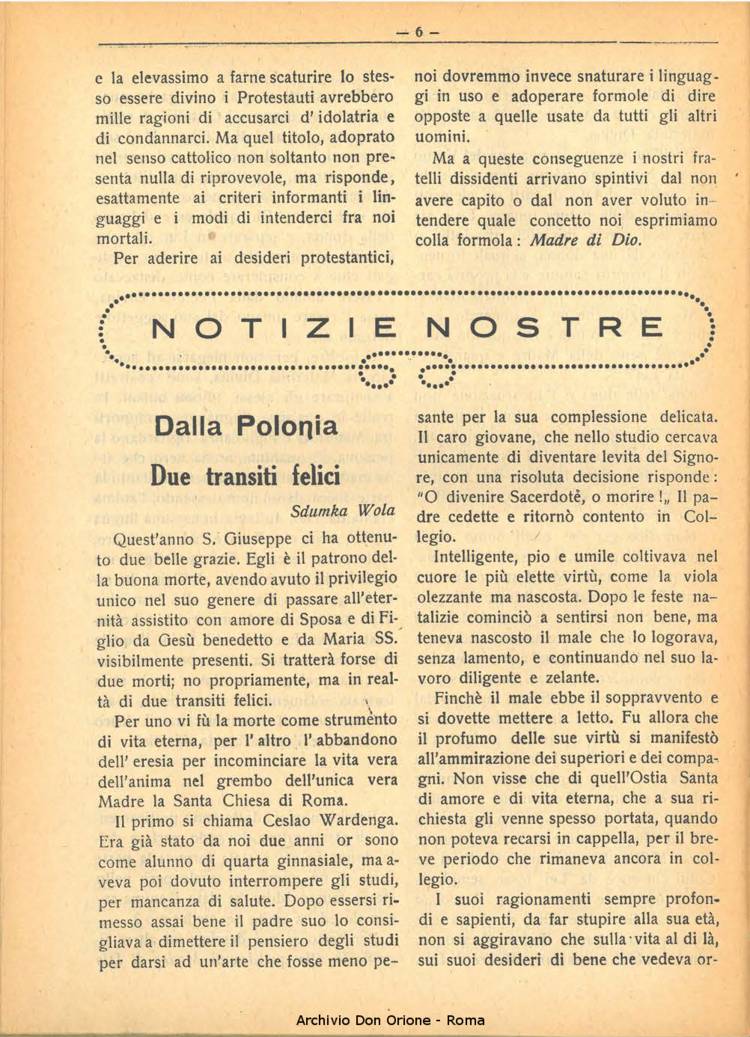 — 6 —
e la elevassimo a farne scaturire lo stes-
so essere divino i Protestauti avrebbero
mille ragioni di accusarci d' idolatria e
di condannarci. Ma quel titolo, adoprato
nel senso cattolico non soltanto non pre-
senta nulla di riprovevole, ma risponde,
esattamente ai criteri informanti i lin-
guaggi e i modi di intenderci fra noi
mortali.
Per aderire ai desideri protestantici,
noi dovremmo invece snaturare i linguag-
gi in uso e adoperare formole di dire
opposte a quelle usate da tutti gli altri
uomini.
Ma a queste conseguenze i nostri fra-
telli dissidenti arrivano spintivi dal non
avere capito o dal non aver voluto in-
tendere quale concetto noi esprimiamo
colla formola : Madre di Dio.
NOTIZIE NOSTRE
Dalla Polonia
Due transiti felici
Sdumka Wola
Quest'anno S. Giuseppe ci ha ottenu-
to due belle grazie. Egli è il patrono del-
la buona morte, avendo avuto il privilegio
unico nel suo genere di passare all'eter-
nità assistito con amore di Sposa e di Fi-
glio da Gesù benedetto e da Maria SS.
visibilmente presenti. Si tratterà forse di
due morti; no propriamente, ma in real-
tà di due transiti felici.
Per uno vi fù la morte come strumento
di vita eterna, per l' altro l' abbandono
dell' eresia per incominciare la vita vera
dell'anima nel grembo dell'unica vera
Madre la Santa Chiesa di Roma.
Il primo si chiama Ceslao Wardenga.
Era già stato da noi due anni or sono
come alunno di quarta ginnasiale, ma a-
veva poi dovuto interrompere gli studi,
per mancanza di salute. Dopo essersi ri-
messo assai bene il padre suo lo consi-
gliava a dimettere il pensiero degli studi
per darsi ad un'arte che fosse meno pe-
sante per la sua complessione delicata.
Il caro giovane, che nello studio cercava
unicamente di diventare levita del Signo-
re, con una risoluta decisione risponde :
"O divenire Sacerdote, o morire !„ Il pa-
dre cedette e ritornò contento in Col-
legio.
Intelligente, pio e umile coltivava nel
cuore le più elette virtù, come la viola
olezzante ma nascosta. Dopo le feste na-
talizie cominciò a sentirsi non bene, ma
teneva nascosto il male che lo logorava,
senza lamento, e continuando nel suo la-
voro diligente e zelante.
Finchè il male ebbe il soppravvento e
si dovette mettere a letto. Fu allora che
il profumo delle sue virtù si manifestò
all'ammirazione dei superiori e dei compa-
gni. Non visse che di quell'Ostia Santa
di amore e di vita eterna, che a sua ri-
chiesta gli venne spesso portata, quando
non poteva recarsi in cappella, per il bre-
ve periodo che rimaneva ancora in col-
legio.
I suoi ragionamenti sempre profon-
di e sapienti, da far stupire alla sua età,
non si aggiravano che sulla vita al di là,
sui suoi desideri di bene che vedeva or-
Archivio Don Orione - Roma